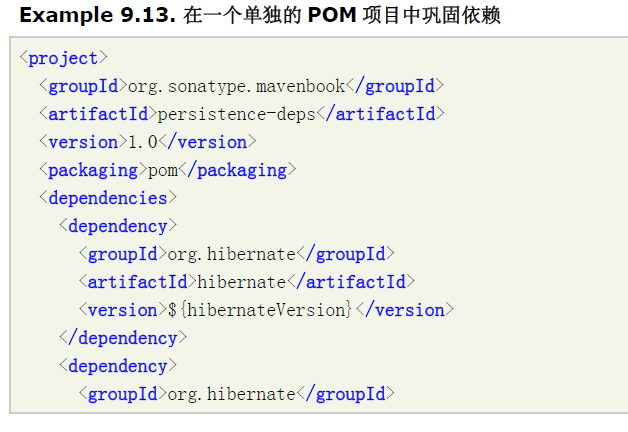 Example 9.13. 在一个单独的 POM 项目中巩固依赖
<project>
  <groupId>org.sonatype.mavenbook</groupId>
  <artifactId>persistence-deps</artifactId>
  <version>1.0</version>
  <packaging>pom</packaging>
  <dependencies>
    <dependency>
      <groupId>org.hibernate</groupId>
      <artifactId>hibernate</artifactId>
      <version>${hibernateVersion}</version>
    </dependency>
    <dependency>
      <groupId>org.hibernate</groupId>